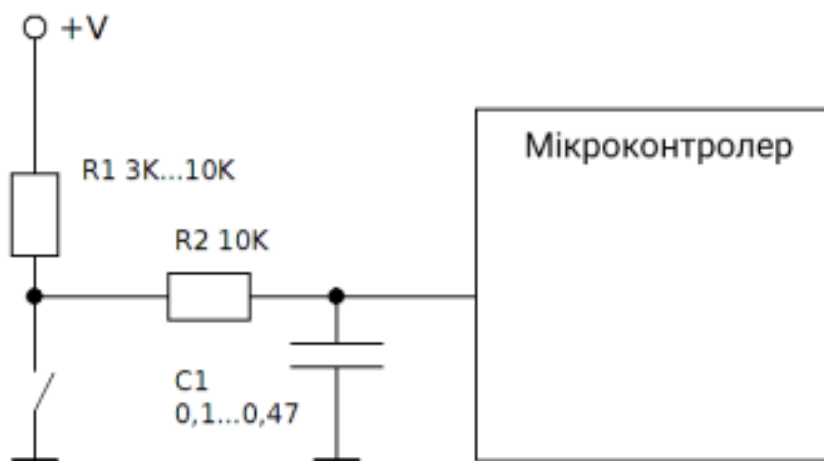 +V
R1 3K...10K
Мікроконтролер
R2 10K
C1
0,1...0,47